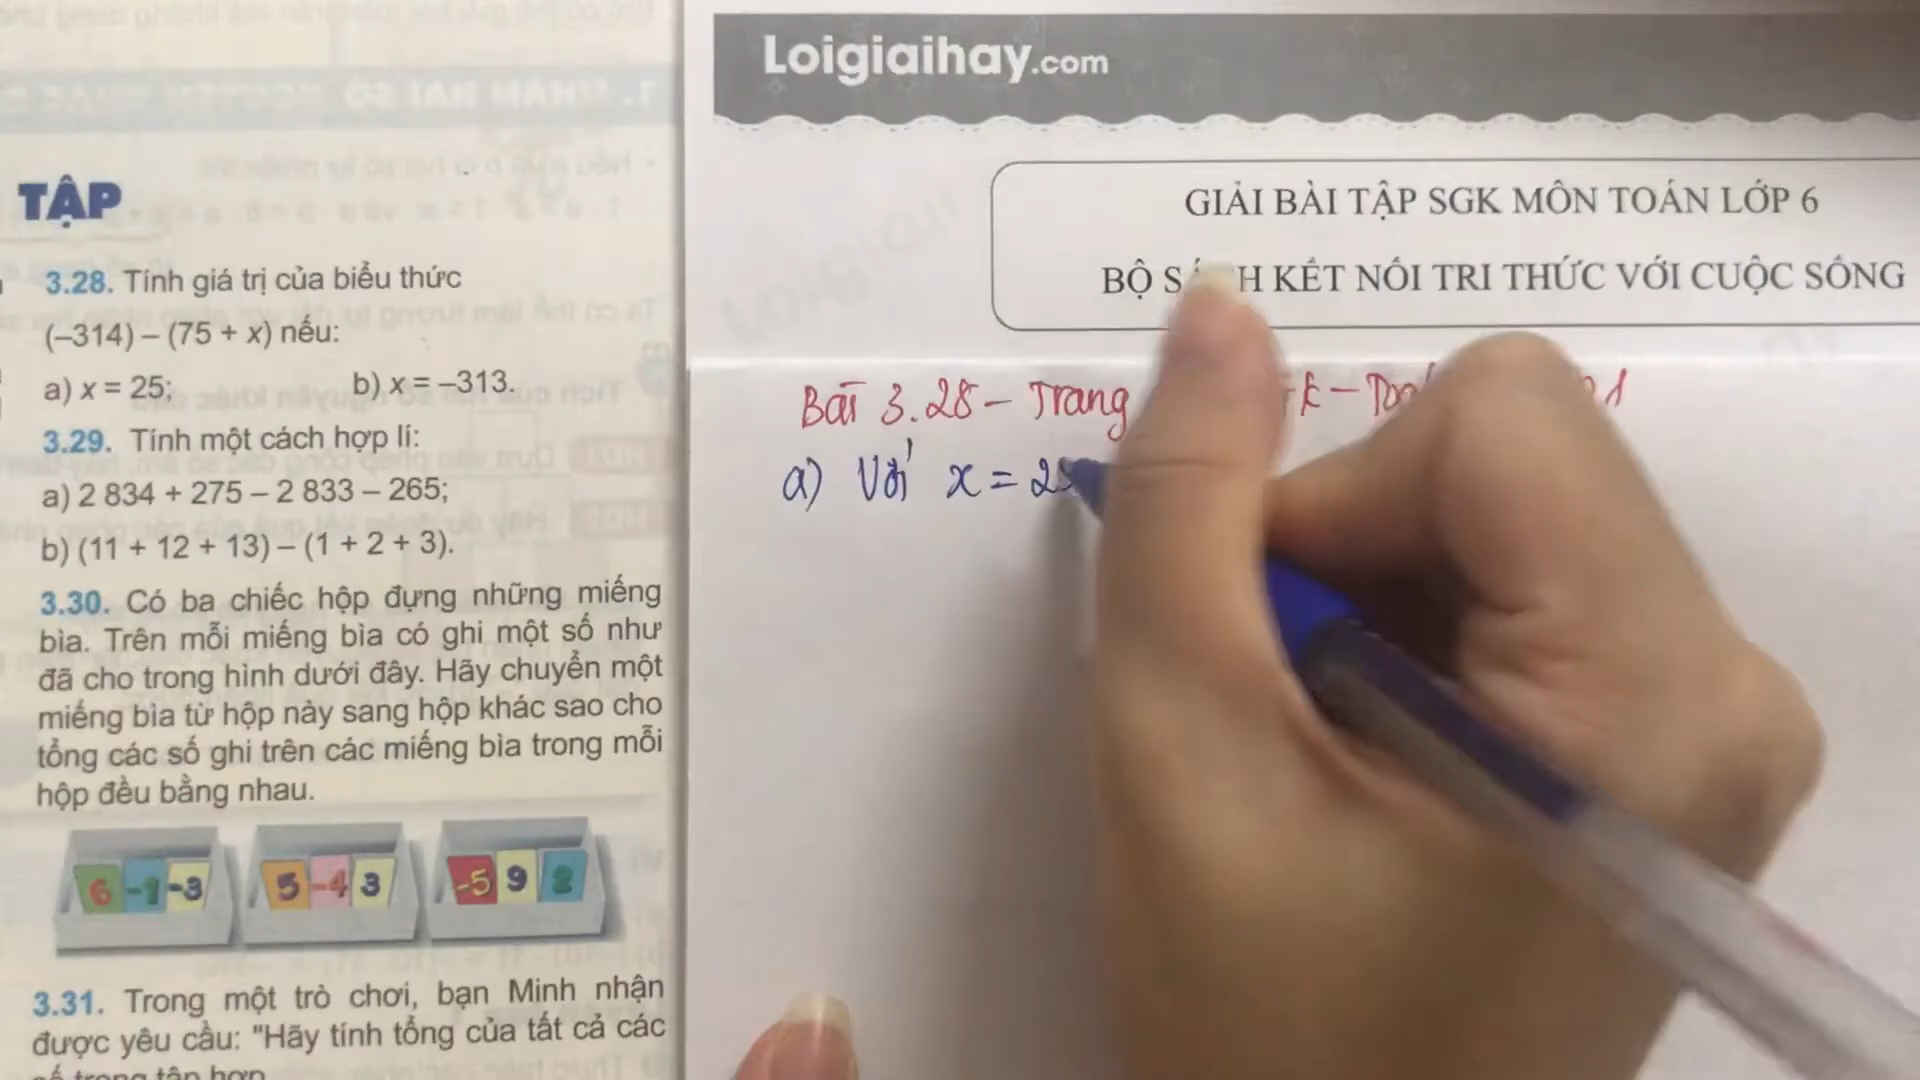 TẬP
3.28. Tính giá trị của biểu thức
(–314) – (75 + x) nếu:
a) x = 25; b) x = –313.
3.29. Tính một cách hợp lí:
a) 2 834 + 275 – 2 833 – 265;
b) (11 + 12 + 13) – (1 + 2 + 3).
3.30. Có ba chiếc hộp đựng những miếng
bìa. Trên mỗi miếng bìa có ghi một số như
đã cho trong hình dưới đây. Hãy chuyển một
miếng bìa từ hộp này sang hộp khác sao cho
tổng các số ghi trên các miếng bìa trong mỗi
hộp đều bằng nhau.
6 -1 -3 5 -4 3 -5 9 2
3.31. Trong một trò chơi, bạn Minh nhận
được yêu cầu: "Hãy tính tổng của tất cả các
số trong tập hợp
Loigiaihay.com
GIẢI BÀI TẬP SGK MÔN TOÁN LỚP 6
BỘ KẾT NỐI TRI THỨC VỚI CUỘC SỐNG
Bài 3.28 – Trang
a) Với x = 25